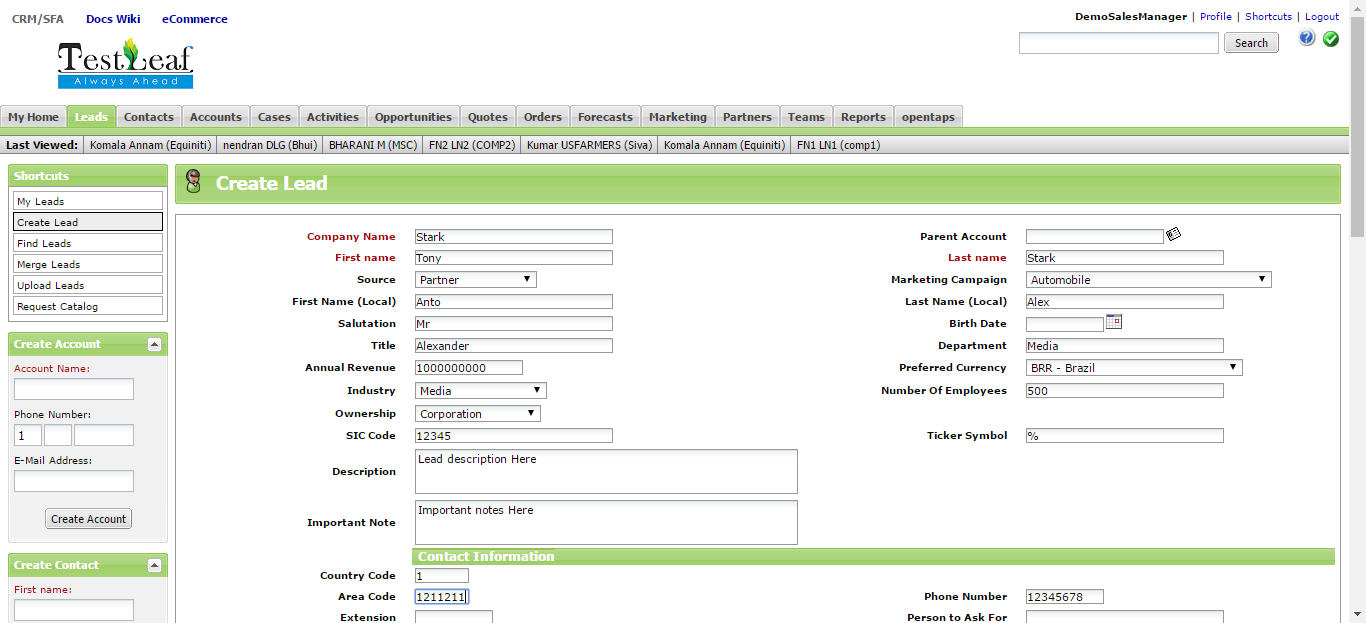 CRM/SFA Docs Wiki eCommerce
DemoSalesManager | Profile | Shortcuts | Logout
TestLeaf
Always Ahead
Search
My Home Leads Contacts Accounts Cases Activities Opportunities Quotes Orders Forecasts Marketing Partners Teams Reports opentaps
Last Viewed: Komala Annam (Equiniti) nendran DLG (Bhui) BHARANI M (MSC) FN2 LN2 (COMP2) Kumar USFARMERS (Siva) Komala Annam (Equiniti) FN1 LN1 (comp1)
Shortcuts
My Leads
Create Lead
Find Leads
Merge Leads
Upload Leads
Request Catalog
Create Account
Account Name:
Phone Number:
1
E-Mail Address:
Create Account
Create Contact
First name:
Create Lead
Company Name Stark Parent Account
First name Tony Last name Stark
Source Partner Marketing Campaign Automobile
First Name (Local) Anto Last Name (Local) Alex
Salutation Mr Birth Date
Title Alexander Department Media
Annual Revenue 1000000000 Preferred Currency BRR - Brazil
Industry Media Number Of Employees 500
Ownership Corporation
SIC Code 12345 Ticker Symbol %
Description Lead description Here
Important Note Important notes Here
Contact Information
Country Code 1
Area Code 1211211 Phone Number 12345678
Extension Person to Ask For